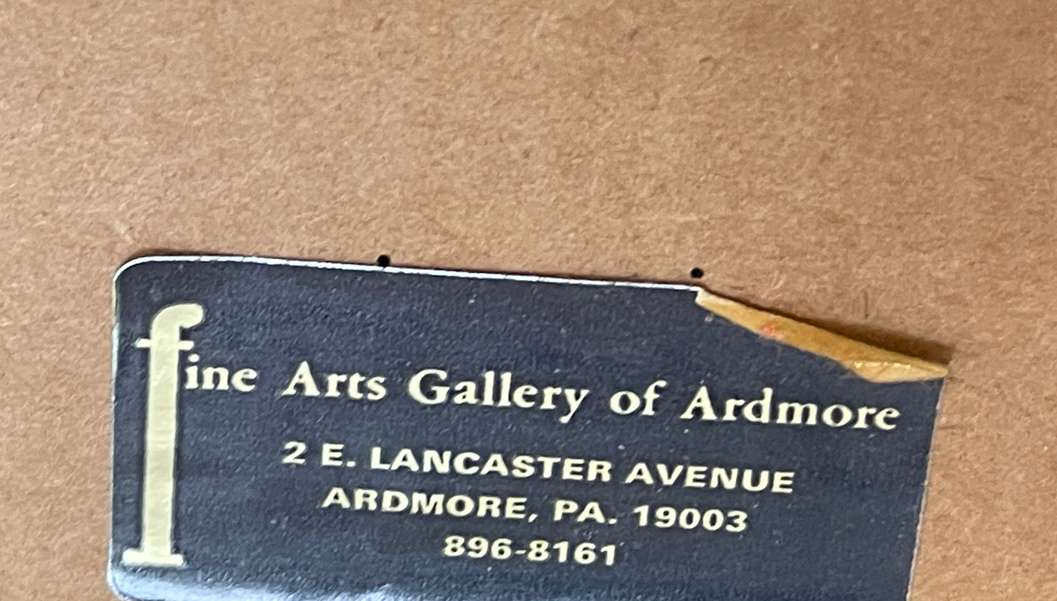 fine Arts Gallery of Ardmore
2 E. LANCASTER AVENUE
ARDMORE, PA. 19003
896-8161